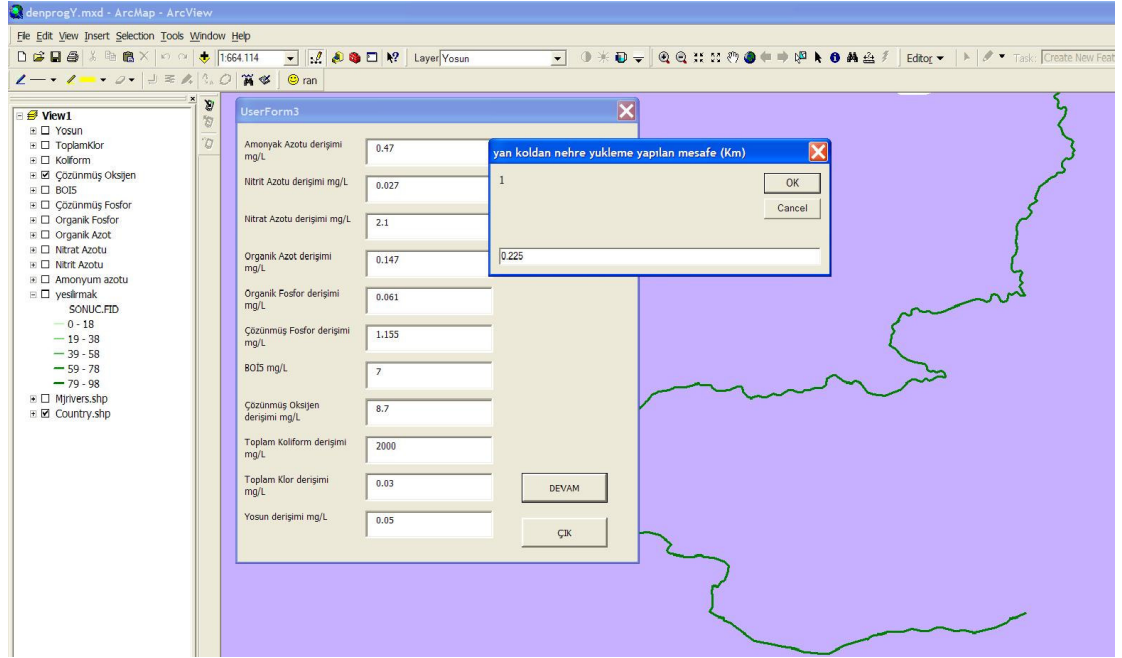 denprogY.mxd - ArcMap - ArcView
File Edit View Insert Selection Tools Window Help
1:664.114 Layer Yosun Editor Task: Create New Feat
ran
View1
Yosun
ToplamKlor
Koliform
Çözünmüş Oksijen
BOI5
Çözünmüş Fosfor
Organik Fosfor
Organik Azot
Nitrat Azotu
Nitrit Azotu
Amonyum azotu
yesilırmak
SONUC.FID
0 - 18
19 - 38
39 - 58
59 - 78
79 - 98
Mjrivers.shp
Country.shp
UserForm3
Amonyak Azotu derişimi
mg/L
0.47
Nitrit Azotu derişimi mg/L
0.027
Nitrat Azotu derişimi mg/L
2.1
Organik Azot derişimi
mg/L
0.147
Organik Fosfor derişimi
mg/L
0.061
Çözünmüş Fosfor derişimi
mg/L
1.155
BOİ5 mg/L
7
Çözünmüş Oksijen
derişimi mg/L
8.7
Toplam Koliform derişimi
mg/L
2000
Toplam Klor derişimi
mg/L
0.03
Yosun derişimi mg/L
0.05
DEVAM
ÇIK
yan koldan nehre yukleme yapılan mesafe (Km)
1
OK
Cancel
0.225